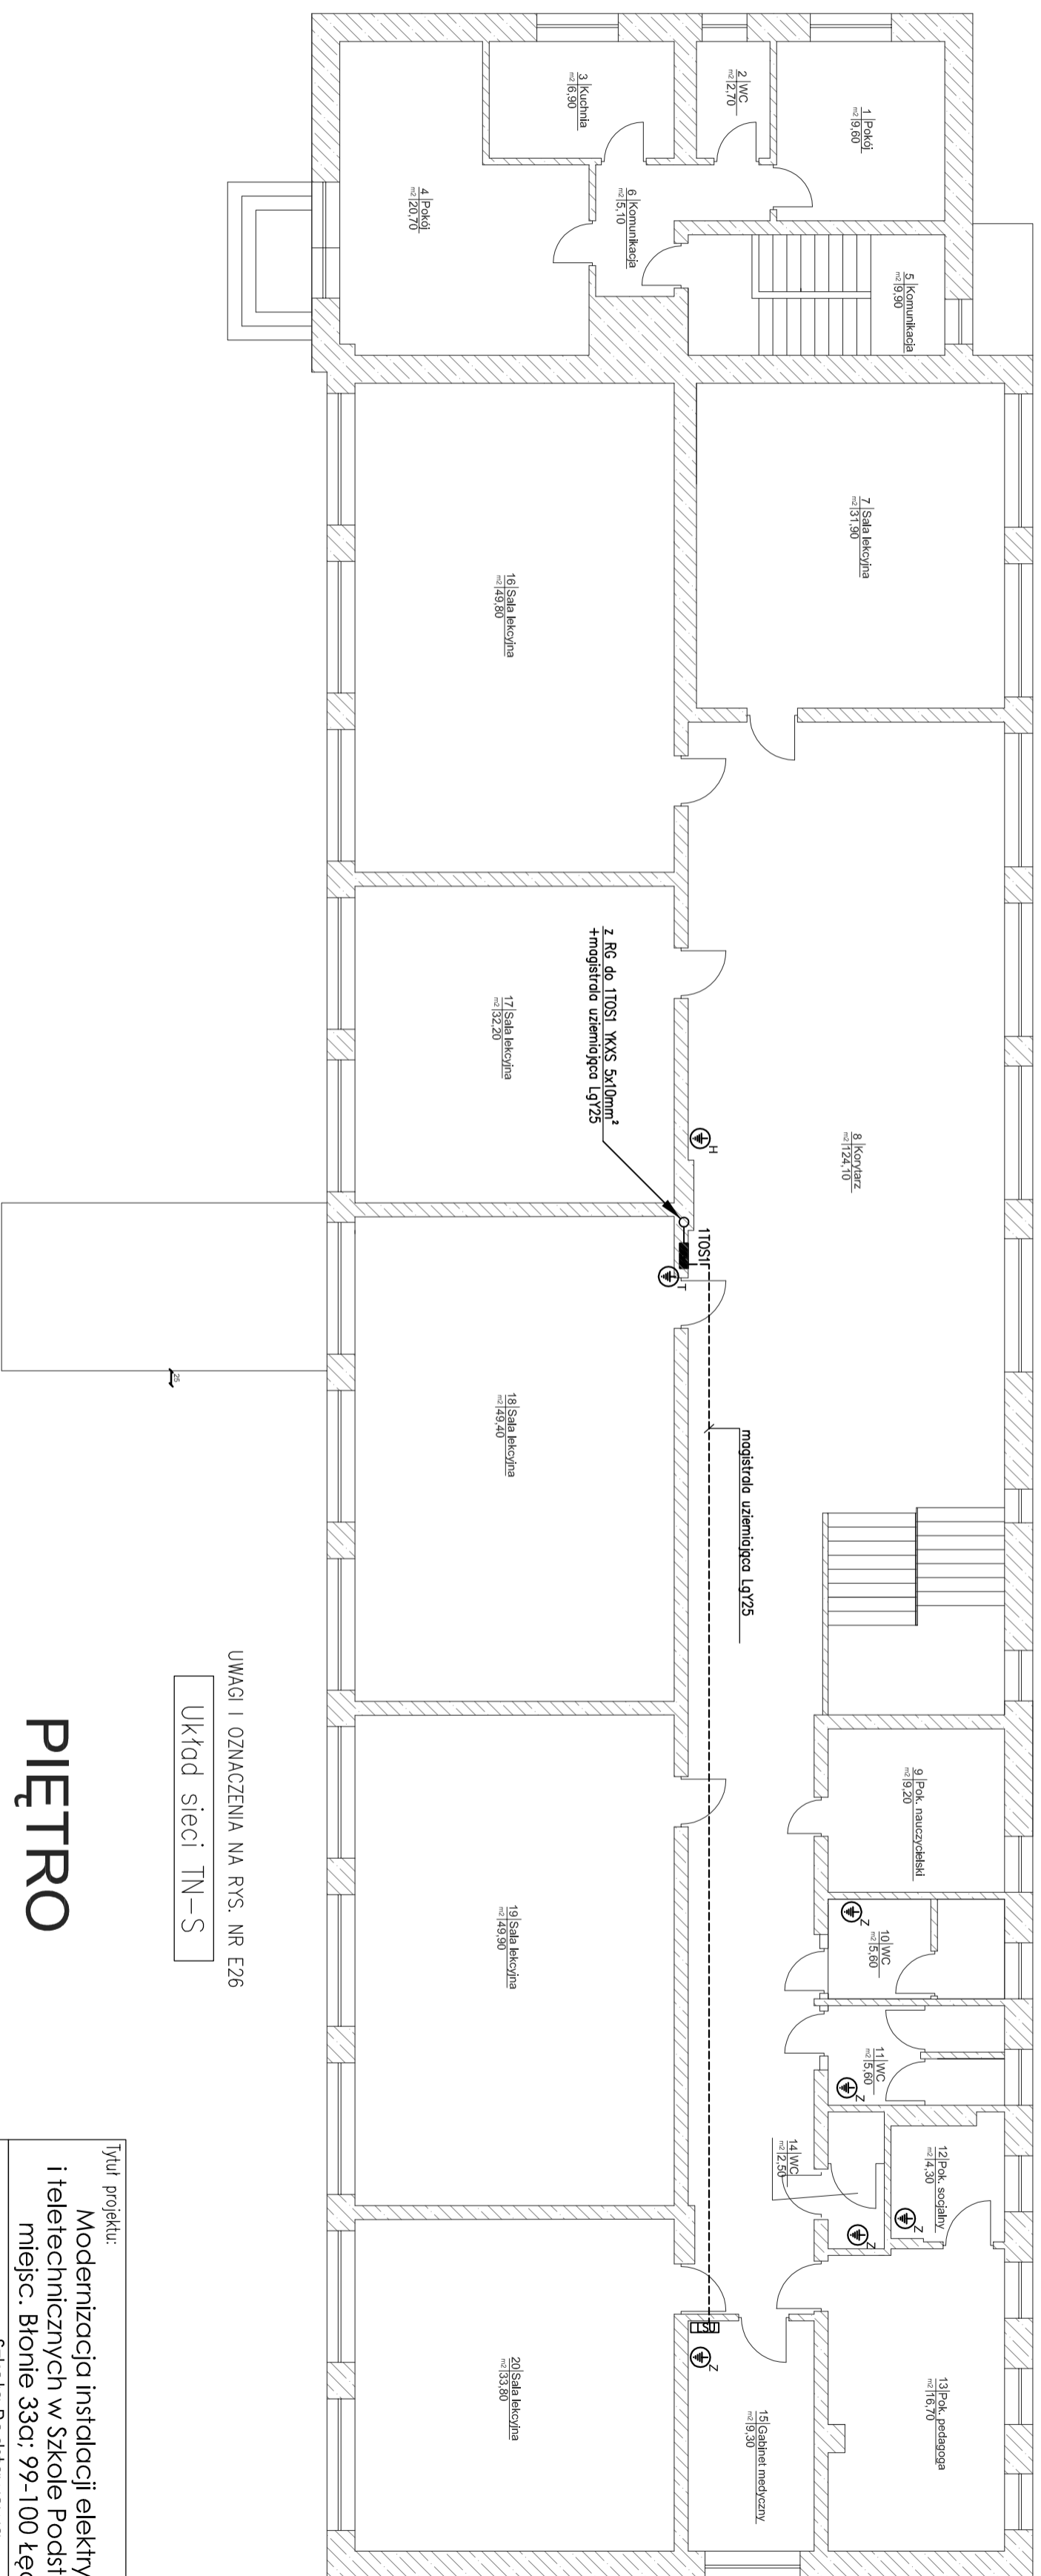 1 Pokój
m2 9,60
2 WC
m2 2,70
3 Kuchnia
m2 6,90
4 Pokój
m2 20,70
5 Komunikacja
m2 9,90
6 Komunikacja
m2 5,10
7 Sala lekcyjna
m2 31,90
16 Sala lekcyjna
m2 49,80
17 Sala lekcyjna
m2 32,20
z RG do 1TOS1 YKXS 5x10mm²
+magistrala uziemiająca LgY25
8 Korytarz
m2 124,10
H
1TOS1
T
18 Sala lekcyjna
m2 49,40
25
magistrala uziemiająca LgY25
9 Pok. nauczycielski
m2 9,20
10 WC
m2 5,60
Z
11 WC
m2 5,60
Z
12 Pok. socjalny
m2 4,30
Z
14 WC
m2 2,50
Z
13 Pok. pedagoga
m2 16,70
15 Gabinet medyczny
m2 9,30
Z
19 Sala lekcyjna
m2 49,90
20 Sala lekcyjna
m2 33,80
UWAGI I OZNACZENIA NA RYS. NR E26
Układ sieci TN-S
PIĘTRO
Tytuł projektu:
Modernizacja instalacji elektry
i teletechnicznych w Szkole Podst
miejsc. Błonie 33a; 99-100 Łęc